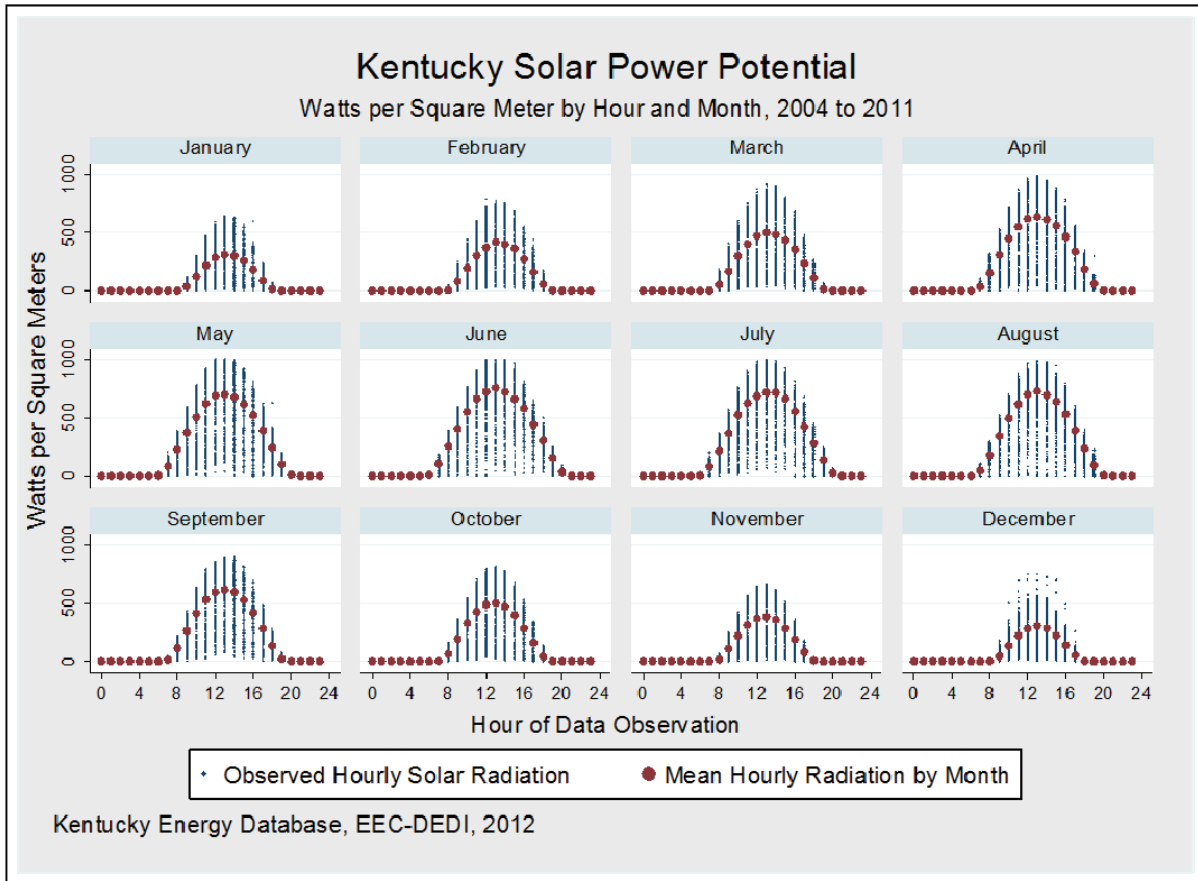 Kentucky Solar Power Potential
Watts per Square Meter by Hour and Month, 2004 to 2011
January
February
March
April
1000
500
0
May
June
July
August
1000
500
0
Watts per Square Meters
September
October
November
December
1000
500
0
0 4 8 12 16 20 24
0 4 8 12 16 20 24
0 4 8 12 16 20 24
0 4 8 12 16 20 24
Hour of Data Observation
Observed Hourly Solar Radiation
Mean Hourly Radiation by Month
Kentucky Energy Database, EEC-DEDI, 2012